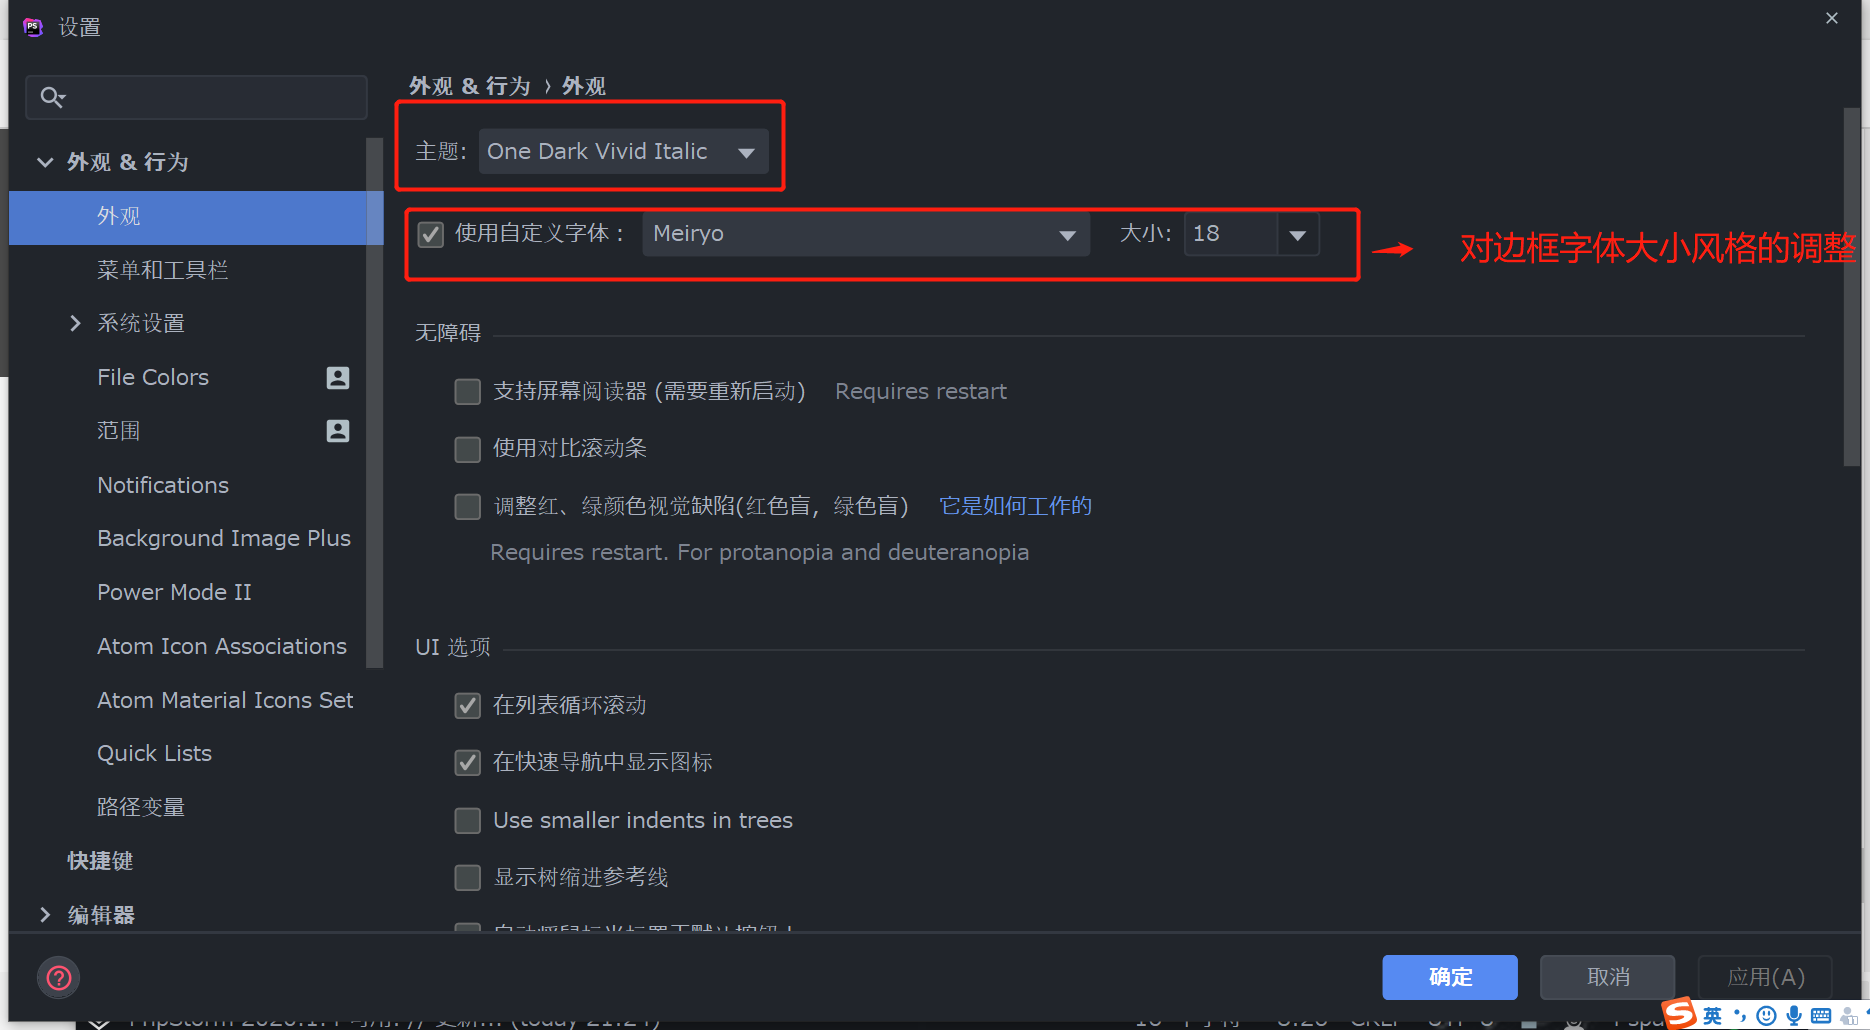 PS
设置
外观 & 行为 › 外观
主题: One Dark Vivid Italic
外观 & 行为
外观
使用自定义字体： Meiryo 大小: 18
对边框字体大小风格的调整
菜单和工具栏
系统设置
无障碍
File Colors
支持屏幕阅读器 (需要重新启动) Requires restart
范围
使用对比滚动条
Notifications
调整红、绿颜色视觉缺陷(红色盲，绿色盲) 它是如何工作的
Background Image Plus
Requires restart. For protanopia and deuteranopia
Power Mode II
Atom Icon Associations
UI 选项
Atom Material Icons Set
在列表循环滚动
Quick Lists
在快速导航中显示图标
路径变量
Use smaller indents in trees
快捷键
显示树缩进参考线
编辑器
确定
取消
应用(A)
英